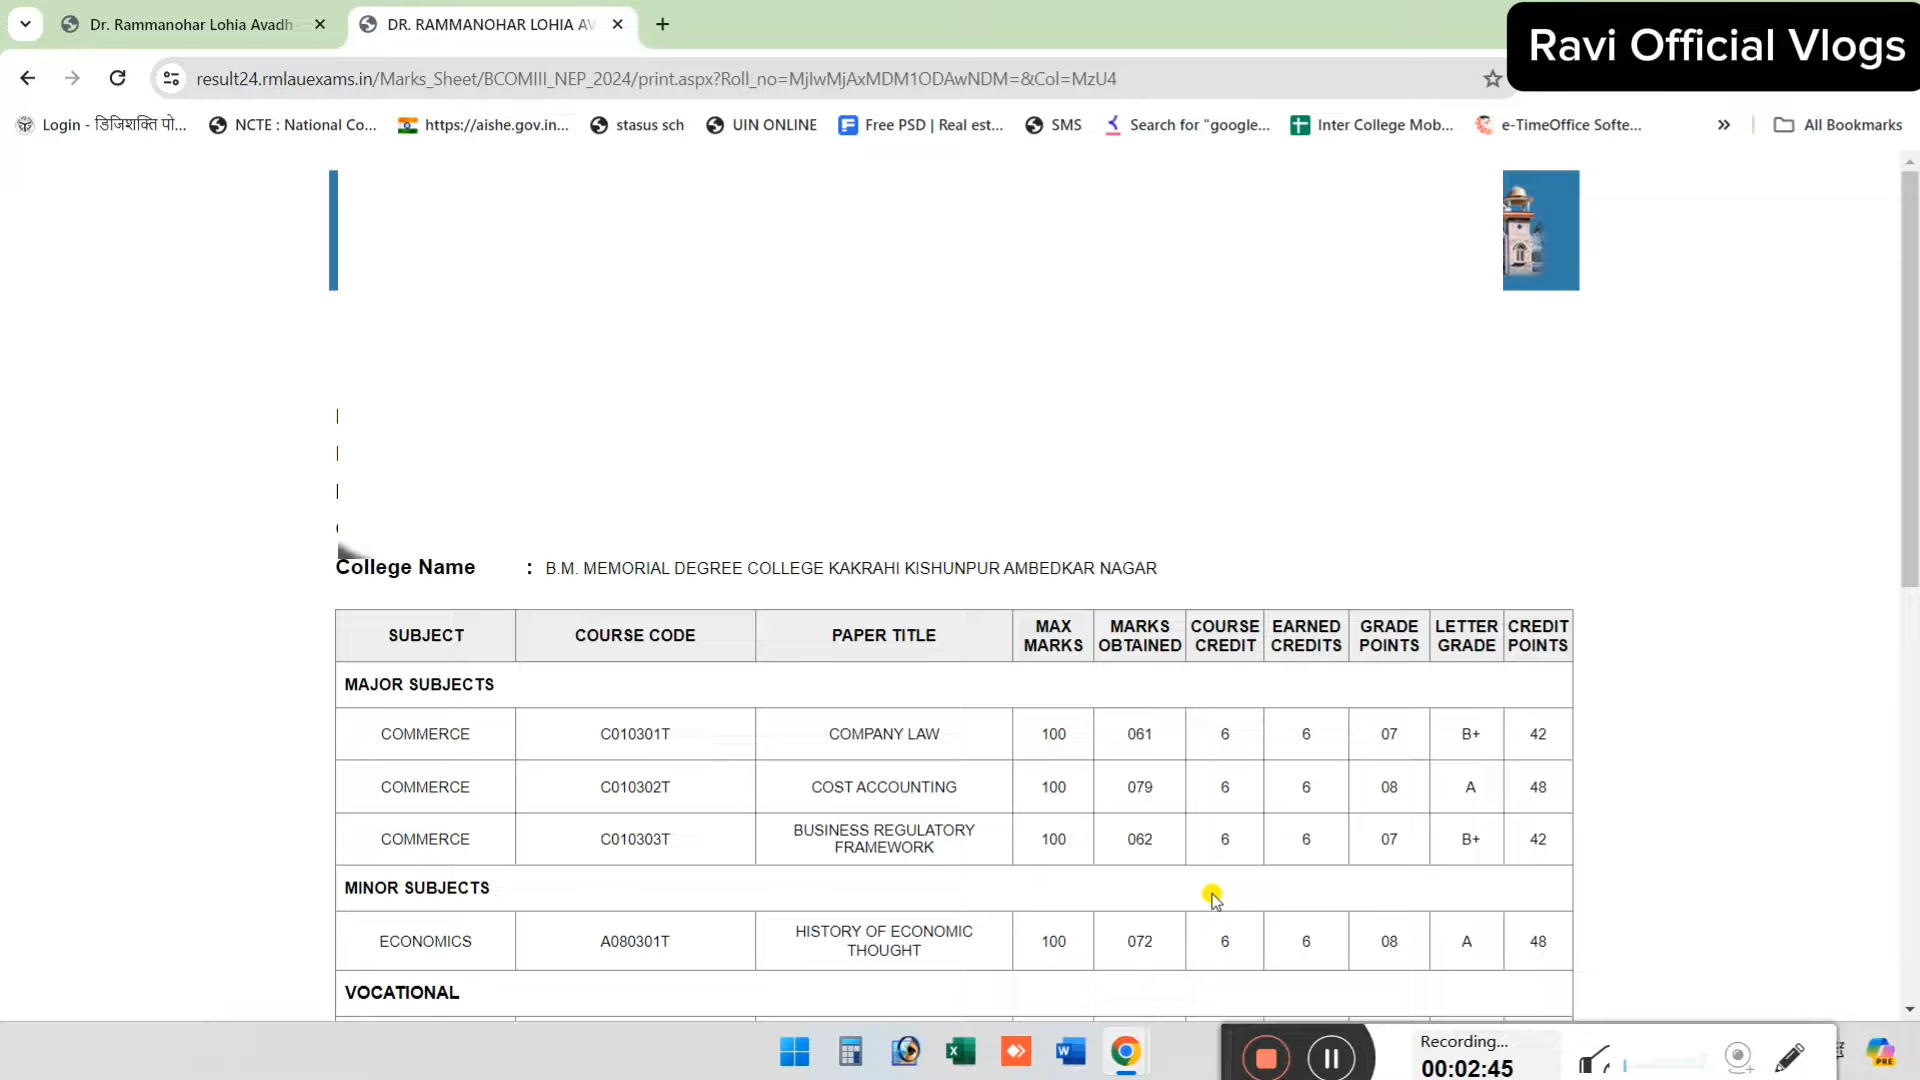 Dr. Rammanohar Lohia Avadh
DR. RAMMANOHAR LOHIA AV
Ravi Official Vlogs
result24.rmlauexams.in/Marks_Sheet/BCOMIII_NEP_2024/print.aspx?Roll_no=MjIwMjAxMDM1ODAwNDM=&Col=MzU4
Login - डिजिशक्ति पो... NCTE : National Co... https://aishe.gov.in... stasus sch UIN ONLINE Free PSD | Real est... SMS Search for "google... Inter College Mob... e-TimeOffice Softe... » All Bookmarks
College Name : B.M. MEMORIAL DEGREE COLLEGE KAKRAHI KISHUNPUR AMBEDKAR NAGAR
SUBJECT COURSE CODE PAPER TITLE MAX MARKS MARKS OBTAINED COURSE CREDIT EARNED CREDITS GRADE POINTS LETTER GRADE CREDIT POINTS
MAJOR SUBJECTS
COMMERCE C010301T COMPANY LAW 100 061 6 6 07 B+ 42
COMMERCE C010302T COST ACCOUNTING 100 079 6 6 08 A 48
COMMERCE C010303T BUSINESS REGULATORY FRAMEWORK 100 062 6 6 07 B+ 42
MINOR SUBJECTS
ECONOMICS A080301T HISTORY OF ECONOMIC THOUGHT 100 072 6 6 08 A 48
VOCATIONAL
Recording...
00:02:45
PRE